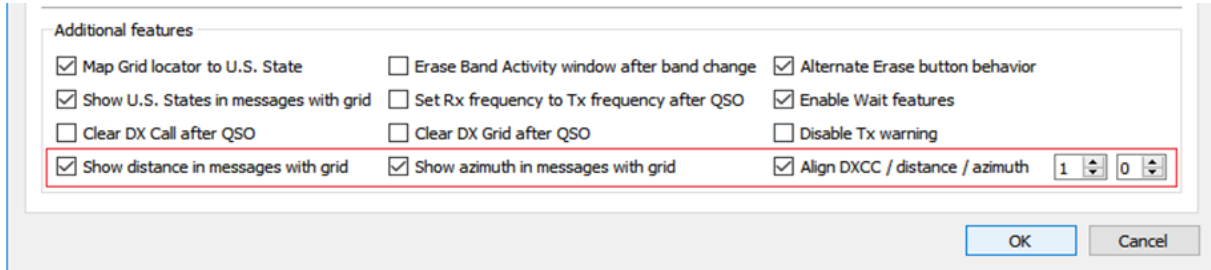 Additional features
Map Grid locator to U.S. State Erase Band Activity window after band change Alternate Erase button behavior
Show U.S. States in messages with grid Set Rx frequency to Tx frequency after QSO Enable Wait features
Clear DX Call after QSO Clear DX Grid after QSO Disable Tx warning
Show distance in messages with grid Show azimuth in messages with grid Align DXCC / distance / azimuth 1 0
OK Cancel